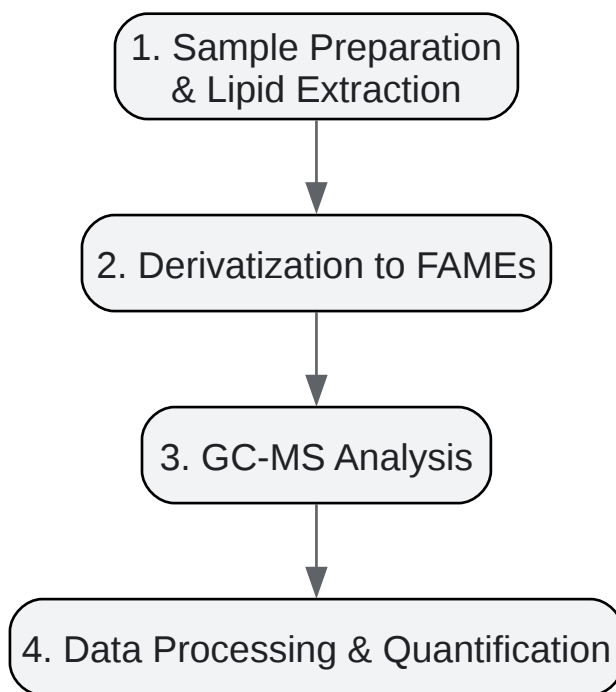 1. Sample Preparation
& Lipid Extraction
2. Derivatization to FAMEs
3. GC-MS Analysis
4. Data Processing & Quantification